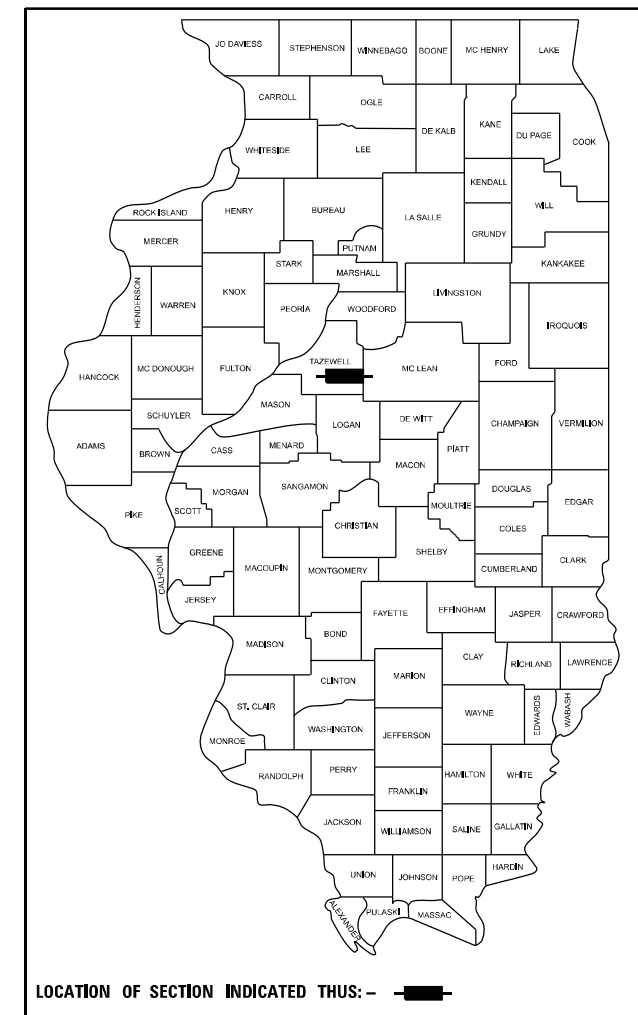 JO DAVIESS STEPHENSON WINNEBAGO BOONE MC HENRY LAKE
CARROLL OGLE DE KALB KANE DU PAGE COOK
WHITESIDE LEE
KENDALL WILL
ROCK ISLAND HENRY BUREAU LA SALLE
GRUNDY
MERCER PUTNAM
STARK KANKAKEE
MARSHALL
HENDERSON WARREN KNOX PEORIA WOODFORD LIVINGSTON
IROQUOIS
TAZEWELL FORD
HANCOCK MC DONOUGH FULTON MC LEAN
MASON
SCHUYLER LOGAN DE WITT CHAMPAIGN VERMILION
ADAMS BROWN CASS MENARD PIATT
MACON
MORGAN SANGAMON DOUGLAS
PIKE SCOTT MOULTRIE EDGAR
CHRISTIAN COLES
CALHOUN GREENE SHELBY
MACOUPIN MONTGOMERY CUMBERLAND CLARK
JERSEY
FAYETTE EFFINGHAM JASPER CRAWFORD
BOND
MADISON CLAY
RICHLAND LAWRENCE
CLINTON MARION
ST. CLAIR WAYNE EDWARDS WABASH
WASHINGTON
MONROE JEFFERSON
PERRY HAMILTON WHITE
RANDOLPH
FRANKLIN
JACKSON
WILLIAMSON SALINE GALLATIN
HARDIN
UNION JOHNSON POPE
ALEXANDER PULASKI MASSAC
LOCATION OF SECTION INDICATED THUS: –